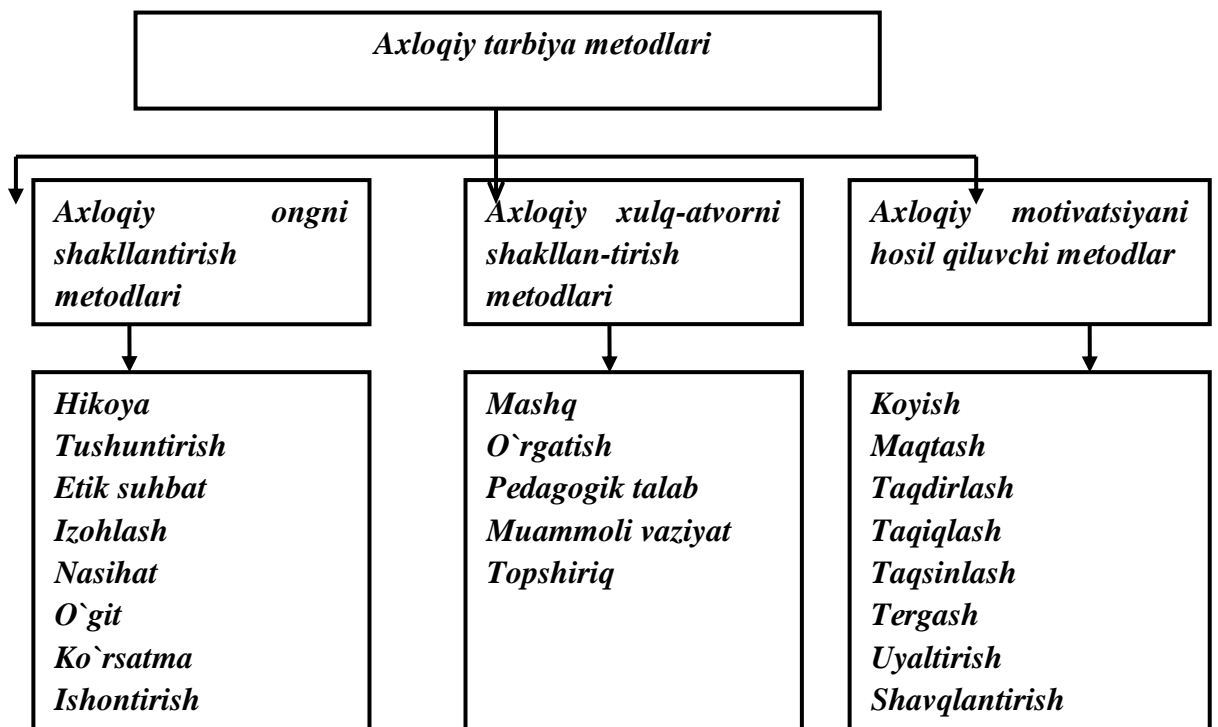 Axloqiy tarbiya metodlari
Axloqiy ongni
shakllantirish
metodlari
Axloqiy xulq-atvorni
shakllan-tirish
metodlari
Axloqiy motivatsiyani
hosil qiluvchi metodlar
Hikoya
Tushuntirish
Etik suhbat
Izohlash
Nasihat
O`git
Ko`rsatma
Ishontirish
Mashq
O`rgatish
Pedagogik talab
Muammoli vaziyat
Topshiriq
Koyish
Maqtash
Taqdirlash
Taqiqlash
Taqsinlash
Tergash
Uyaltirish
Shavqlantirish